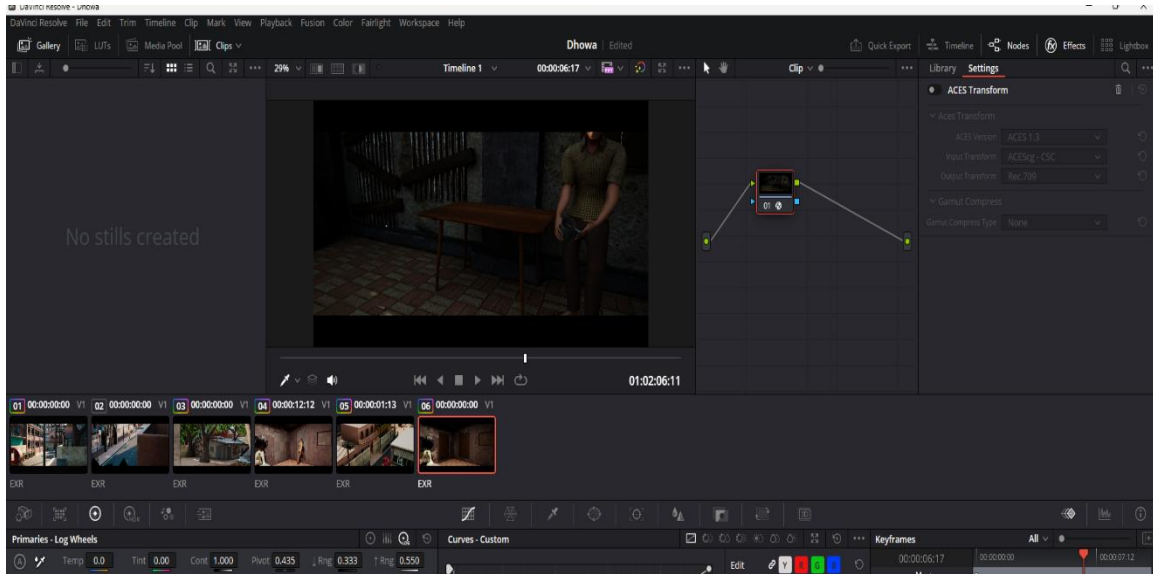 DaVinci Resolve - Dhowa
DaVinci Resolve File Edit Trim Timeline Clip Mark View Playback Fusion Color Fairlight Workspace Help
Gallery LUTs Media Pool Clips Dhowa Edited Quick Export Timeline Nodes Effects Lightbox
29% Timeline 1 00:00:06:17 Clip Library Settings
ACES Transform
Aces Transform
ACES Version ACES 1.3
Input Transform ACEScg - CSC
Output Transform Rec.709
Gamut Compress
Gamut Compress Type None
01
No stills created
01:02:06:11
01 00:00:00:00 V1 02 00:00:00:00 V1 03 00:00:00:00 V1 04 00:00:12:12 V1 05 00:00:01:13 V1 06 00:00:00:00 V1
EXR EXR EXR EXR EXR EXR
Primaries - Log Wheels Curves - Custom Keyframes All
Temp 0.0 Tint 0.00 Cont 1.000 Pivot 0.435 ↓ Rng 0.333 ↑ Rng 0.550 Edit Y R G B 00:00:06:17 00:00:00:00 00:00:07:12